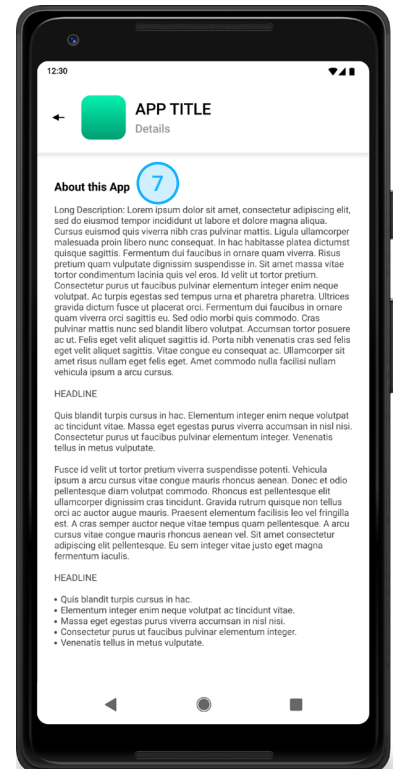 12:30
APP TITLE
Details
About this App
7
Long Description: Lorem ipsum dolor sit amet, consectetur adipiscing elit,
sed do eiusmod tempor incididunt ut labore et dolore magna aliqua.
Cursus euismod quis viverra nibh cras pulvinar mattis. Ligula ullamcorper
malesuada proin libero nunc consequat. In hac habitasse platea dictumst
quisque sagittis. Fermentum dui faucibus in ornare quam viverra. Risus
pretium quam vulputate dignissim suspendisse in. Sit amet massa vitae
tortor condimentum lacinia quis vel eros. Id velit ut tortor pretium.
Consectetur purus ut faucibus pulvinar elementum integer enim neque
volutpat. Ac turpis egestas sed tempus urna et pharetra pharetra. Ultrices
gravida dictum fusce ut placerat orci. Fermentum dui faucibus in ornare
quam viverra orci sagittis eu. Sed odio morbi quis commodo. Cras
pulvinar mattis nunc sed blandit libero volutpat. Accumsan tortor posuere
ac ut. Felis eget velit aliquet sagittis id. Porta nibh venenatis cras sed felis
eget velit aliquet sagittis. Vitae congue eu consequat ac. Ullamcorper sit
amet risus nullam eget felis eget. Amet commodo nulla facilisi nullam
vehicula ipsum a arcu cursus.
HEADLINE
Quis blandit turpis cursus in hac. Elementum integer enim neque volutpat
ac tincidunt vitae. Massa eget egestas purus viverra accumsan in nisl nisi.
Consectetur purus ut faucibus pulvinar elementum integer. Venenatis
tellus in metus vulputate.
Fusce id velit ut tortor pretium viverra suspendisse potenti. Vehicula
ipsum a arcu cursus vitae congue mauris rhoncus aenean. Donec et odio
pellentesque diam volutpat commodo. Rhoncus est pellentesque elit
ullamcorper dignissim cras tincidunt. Gravida rutrum quisque non tellus
orci ac auctor augue mauris. Praesent elementum facilisis leo vel fringilla
est. A cras semper auctor neque vitae tempus quam pellentesque. A arcu
cursus vitae congue mauris rhoncus aenean vel. Sit amet consectetur
adipiscing elit pellentesque. Eu sem integer vitae justo eget magna
fermentum iaculis.
HEADLINE
• Quis blandit turpis cursus in hac.
• Elementum integer enim neque volutpat ac tincidunt vitae.
• Massa eget egestas purus viverra accumsan in nisl nisi.
• Consectetur purus ut faucibus pulvinar elementum integer.
• Venenatis tellus in metus vulputate.